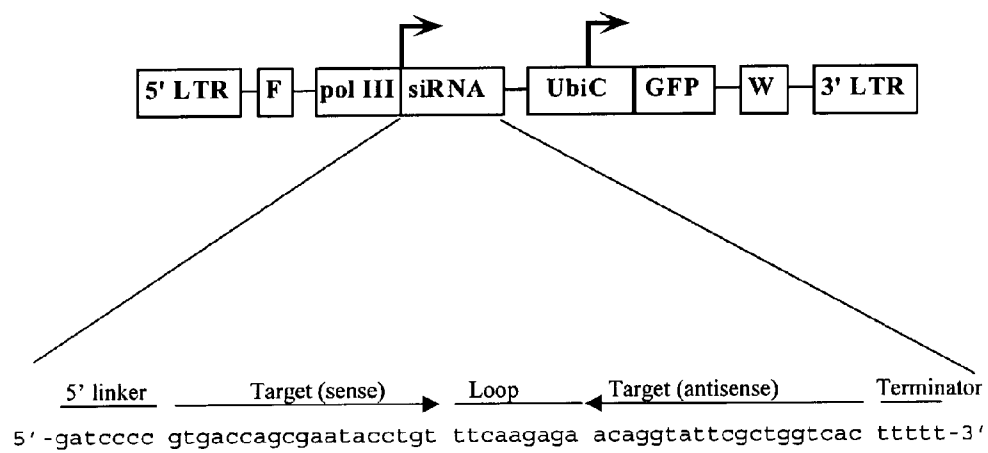 5' LTR F pol III siRNA UbiC GFP W 3' LTR
5' linker Target (sense) Loop Target (antisense) Terminator
5'-gatcccc gtgaccagcgaatacctgt ttcaagaga acaggtattcgctggtcac ttttt-3'